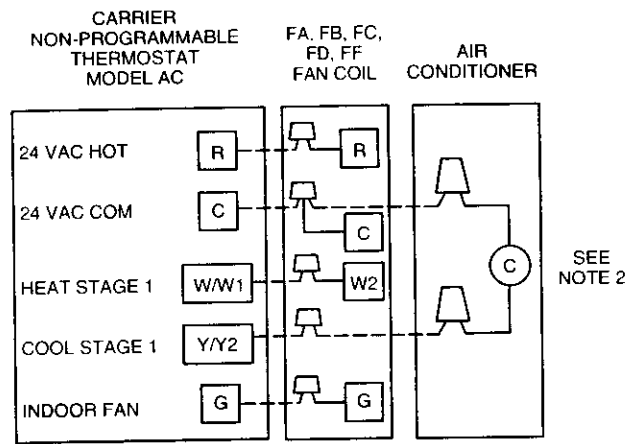 CARRIER
NON-PROGRAMMABLE
THERMOSTAT
MODEL AC
FA, FB, FC,
FD, FF
FAN COIL
AIR
CONDITIONER
24 VAC HOT
R
R
24 VAC COM
C
C
HEAT STAGE 1
W/W1
W2
C
SEE
NOTE 2
COOL STAGE 1
Y/Y2
INDOOR FAN
G
G